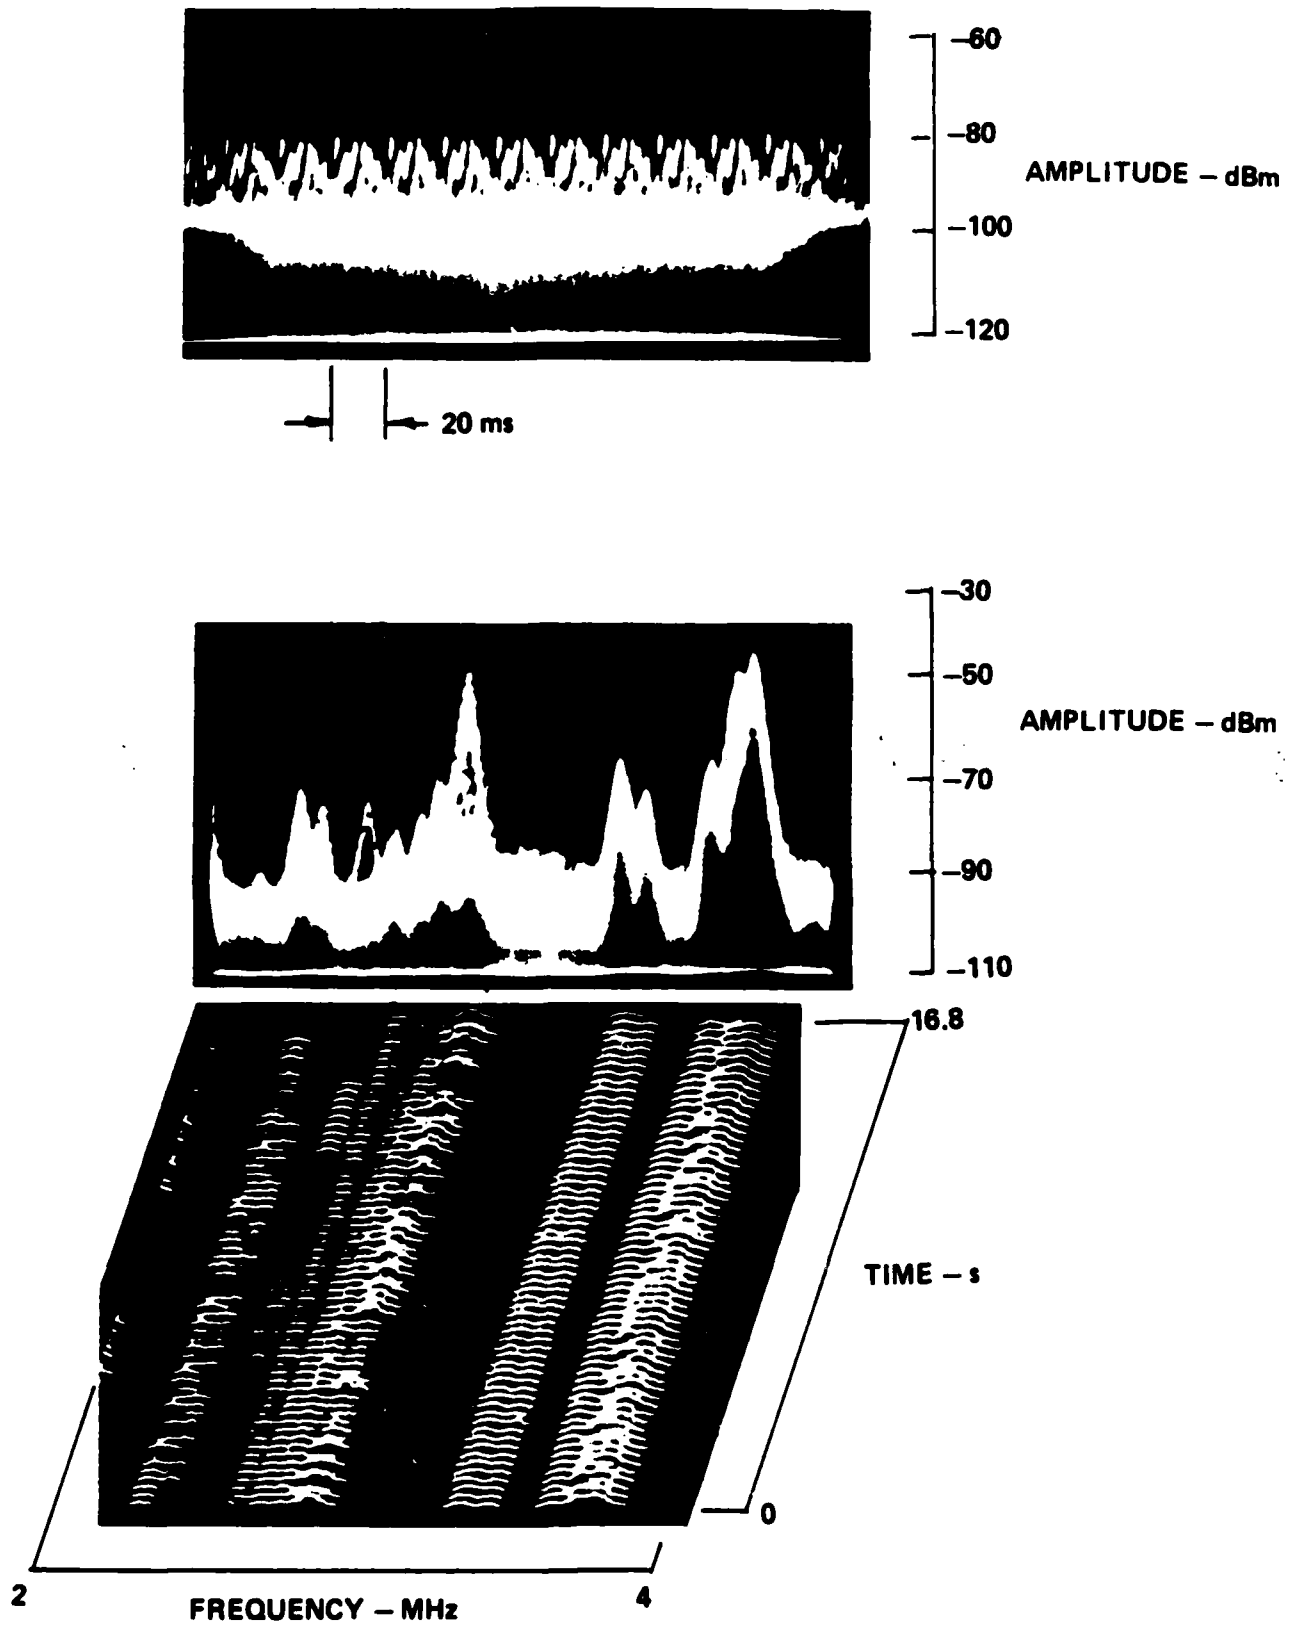 –60
–80
AMPLITUDE – dBm
–100
–120
20 ms
–30
–50
AMPLITUDE – dBm
–70
–90
–110
16.8
TIME – s
0
2
4
FREQUENCY – MHz